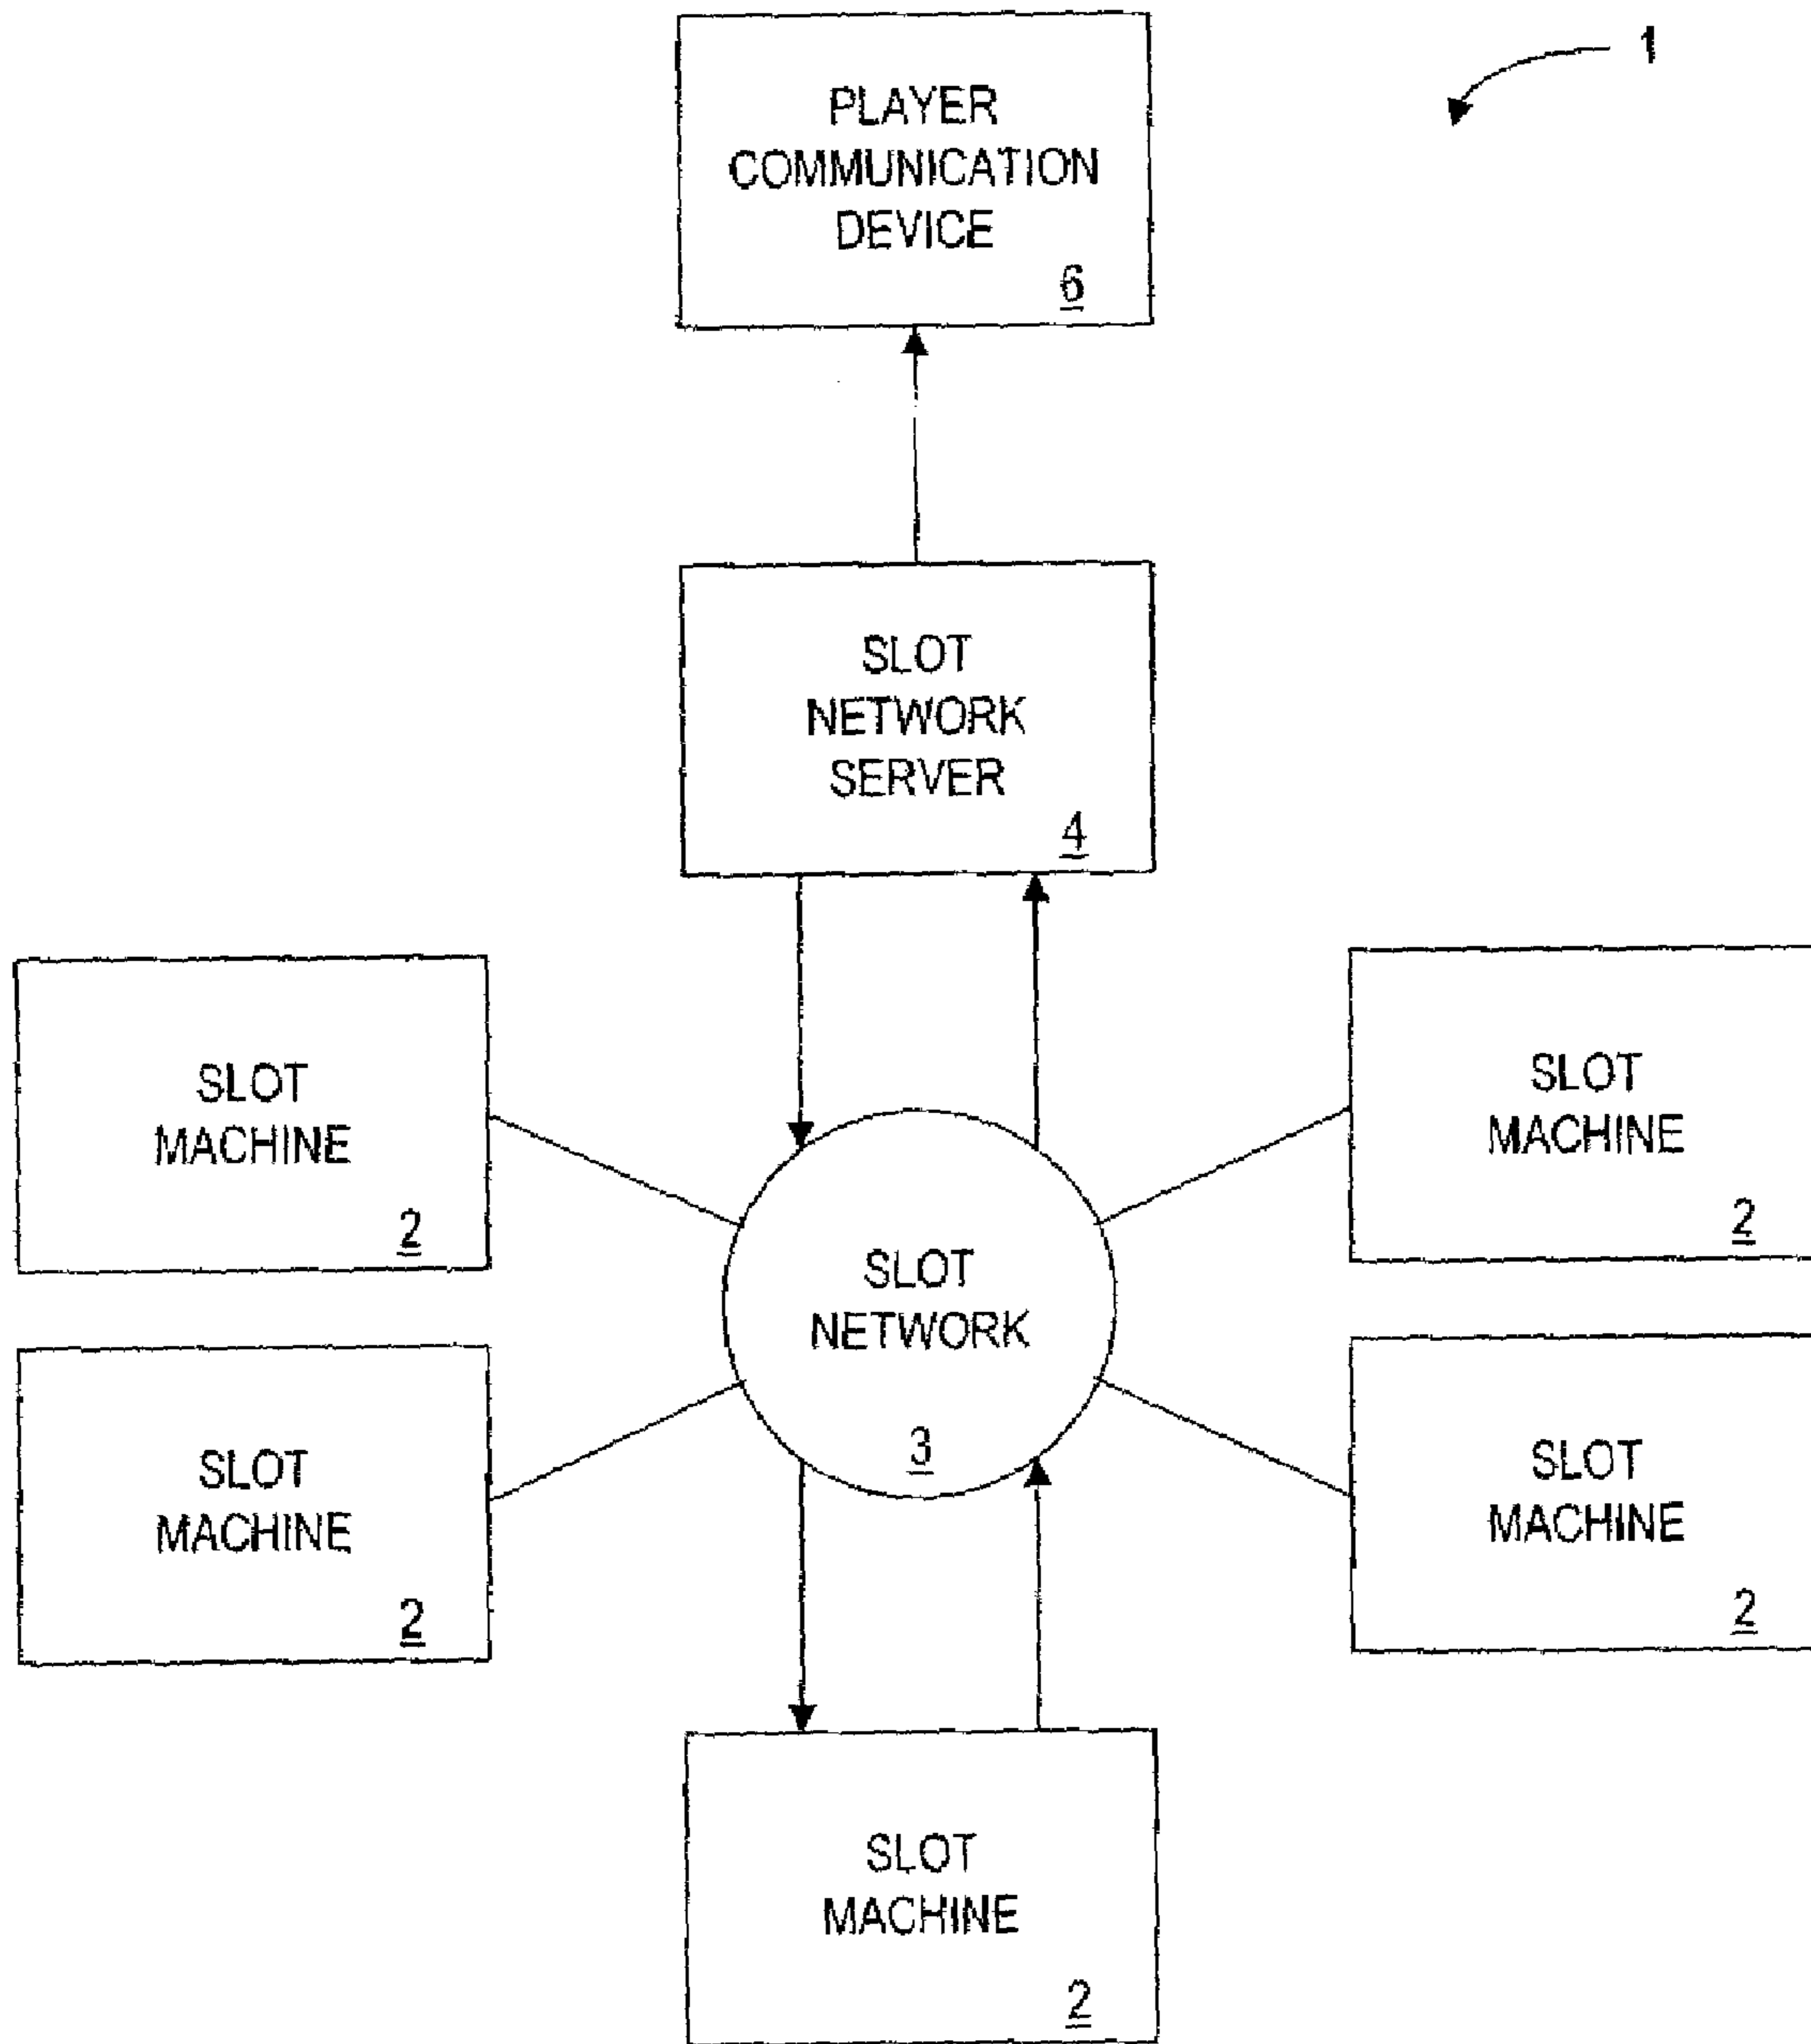 1
PLAYER
COMMUNICATION
DEVICE
6
SLOT
NETWORK
SERVER
4
SLOT
MACHINE
2
SLOT
MACHINE
2
SLOT
NETWORK
3
SLOT
MACHINE
2
SLOT
MACHINE
2
SLOT
MACHINE
2